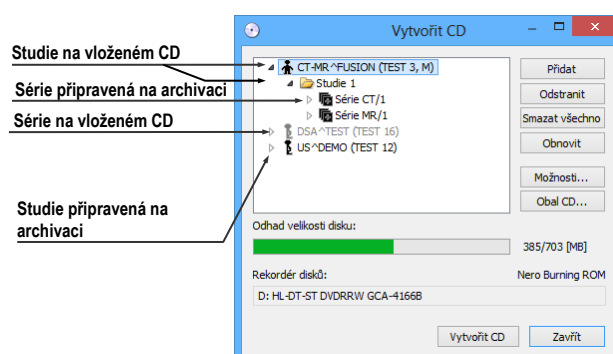 Vytvořit CD
Studie na vloženém CD
CT-MR^FUSION (TEST 3, M)
Přidat
Studie 1
Série připravená na archivaci
Série CT/1
Odstranit
Série na vloženém CD
Série MR/1
Smazat všechno
DSA^TEST (TEST 16)
US^DEMO (TEST 12)
Obnovit
Možnosti...
Studie připravená na
archivaci
Obal CD...
Odhad velikosti disku:
385/703 [MB]
Rekordér disků:
Nero Burning ROM
D: HL-DT-ST DVDRRW GCA-4166B
Vytvořit CD
Zavřít